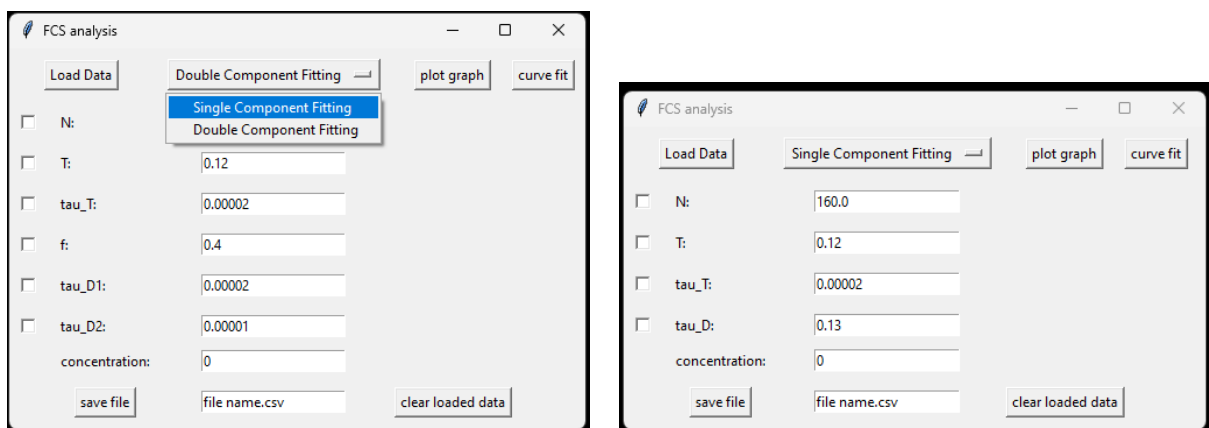 FCS analysis
Load Data Double Component Fitting plot graph curve fit
Single Component Fitting
N:
Double Component Fitting
T: 0.12
tau_T: 0.00002
f: 0.4
tau_D1: 0.00002
tau_D2: 0.00001
concentration: 0
save file file name.csv clear loaded data
FCS analysis
Load Data Single Component Fitting plot graph curve fit
N: 160.0
T: 0.12
tau_T: 0.00002
tau_D: 0.13
concentration: 0
save file file name.csv clear loaded data